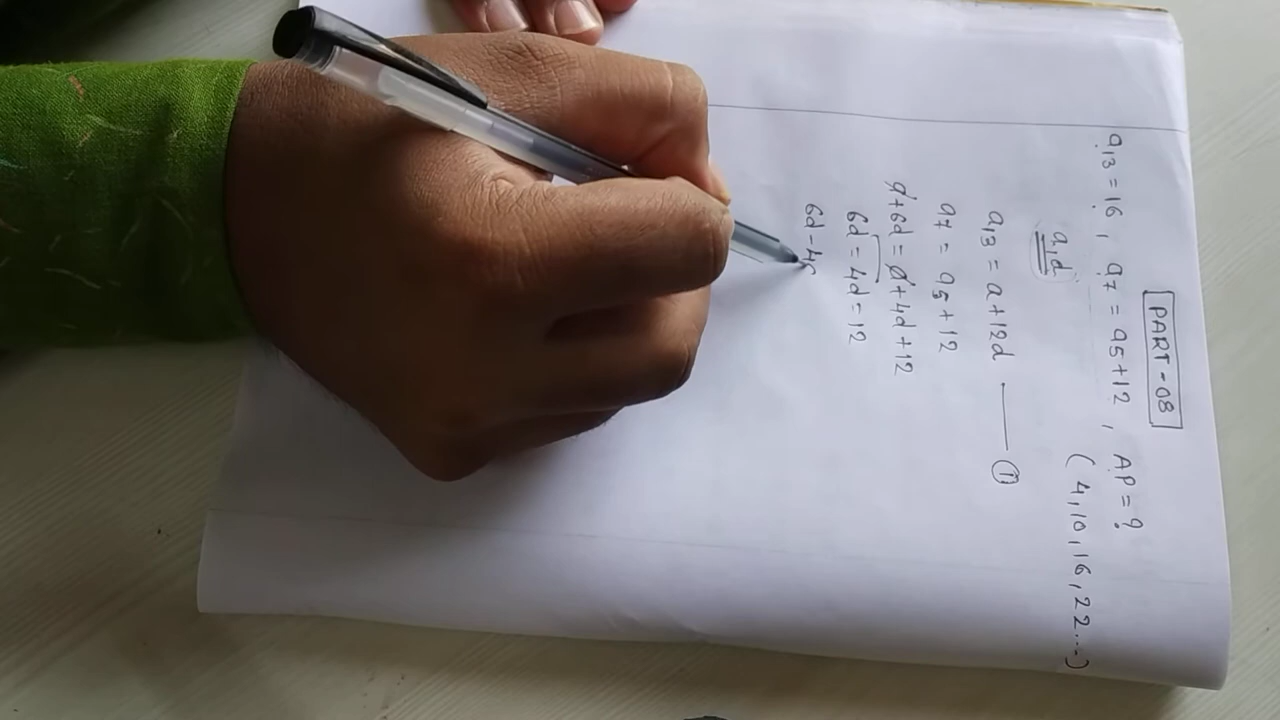 PART-08
a13 = 16, a7 = a5+12, AP = ?
(4,10,16,22...)
a,d
a13 = a+12d ——— ①
a7 = a5+12
a+6d = a+4d+12
6d = 4d = 12
6d-4